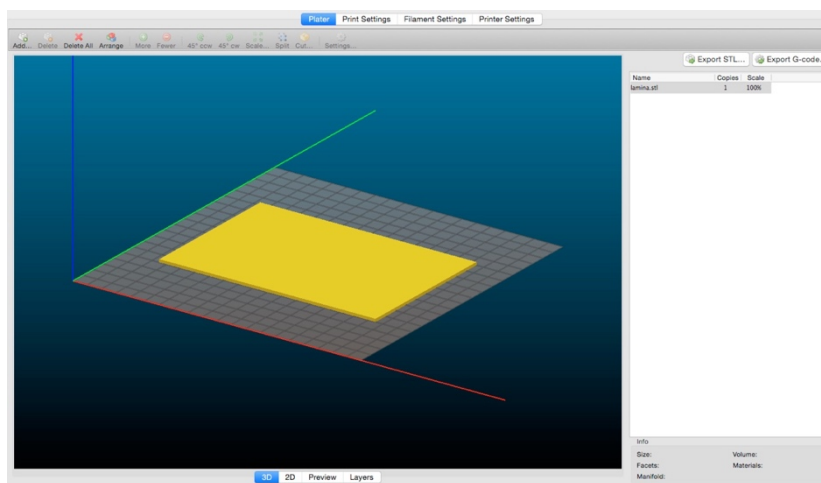 Plater Print Settings Filament Settings Printer Settings
Add... Delete Delete All Arrange More Fewer 45° ccw 45° cw Scale... Split Cut... Settings...
Export STL... Export G-code...
Name Copies Scale
lamina.stl 1 100%
Info
Size: Volume:
Facets: Materials:
Manifold:
3D 2D Preview Layers